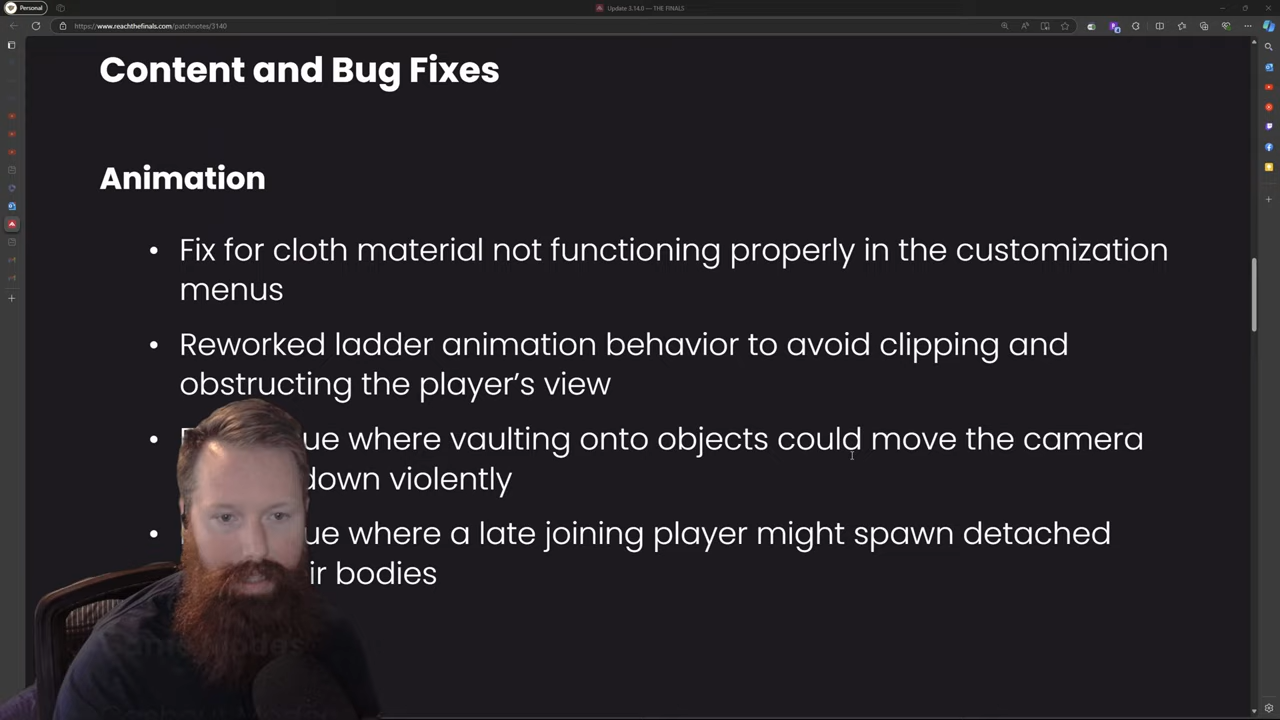 Personal
Update 3.14.0 — THE FINALS
https://www.reachthefinals.com/patchnotes/3140
Content and Bug Fixes
Animation
• Fix for cloth material not functioning properly in the customization
menus
• Reworked ladder animation behavior to avoid clipping and
obstructing the player's view
• where vaulting onto objects could move the camera
down violently
• where a late joining player might spawn detached
bodies